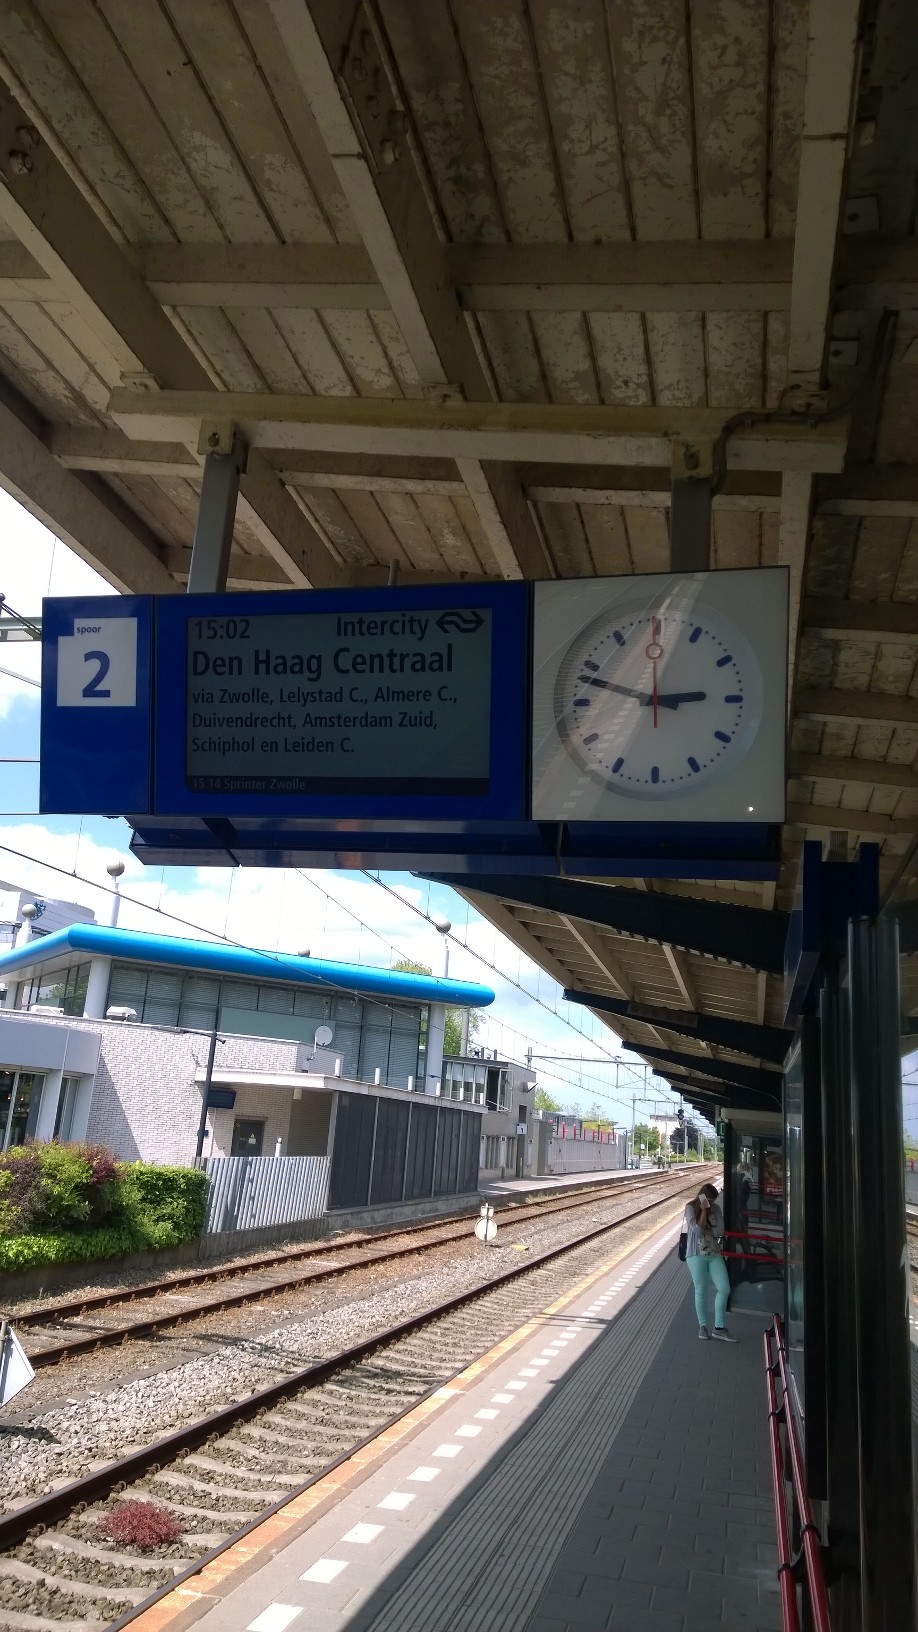 spoor
2
15:02 Intercity
Den Haag Centraal
via Zwolle, Lelystad C., Almere C.,
Duivendrecht, Amsterdam Zuid,
Schiphol en Leiden C.
15:14 Sprinter Zwolle